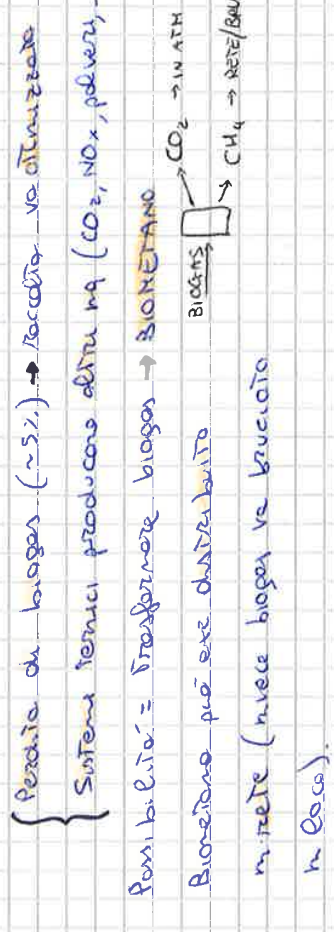 Perdita di biogas (~5%) → raccolta va ottimizzata
Sistemi termici producono altri inq (CO2, NOx, polveri,
Possibilità = Trasformare biogas → BIOMETANO
BIOGAS → CO2 → IN ATM
→ CH4 → RETE/
Biometano può ex distribuito
in rete (invece biogas va bruciato
in loco).